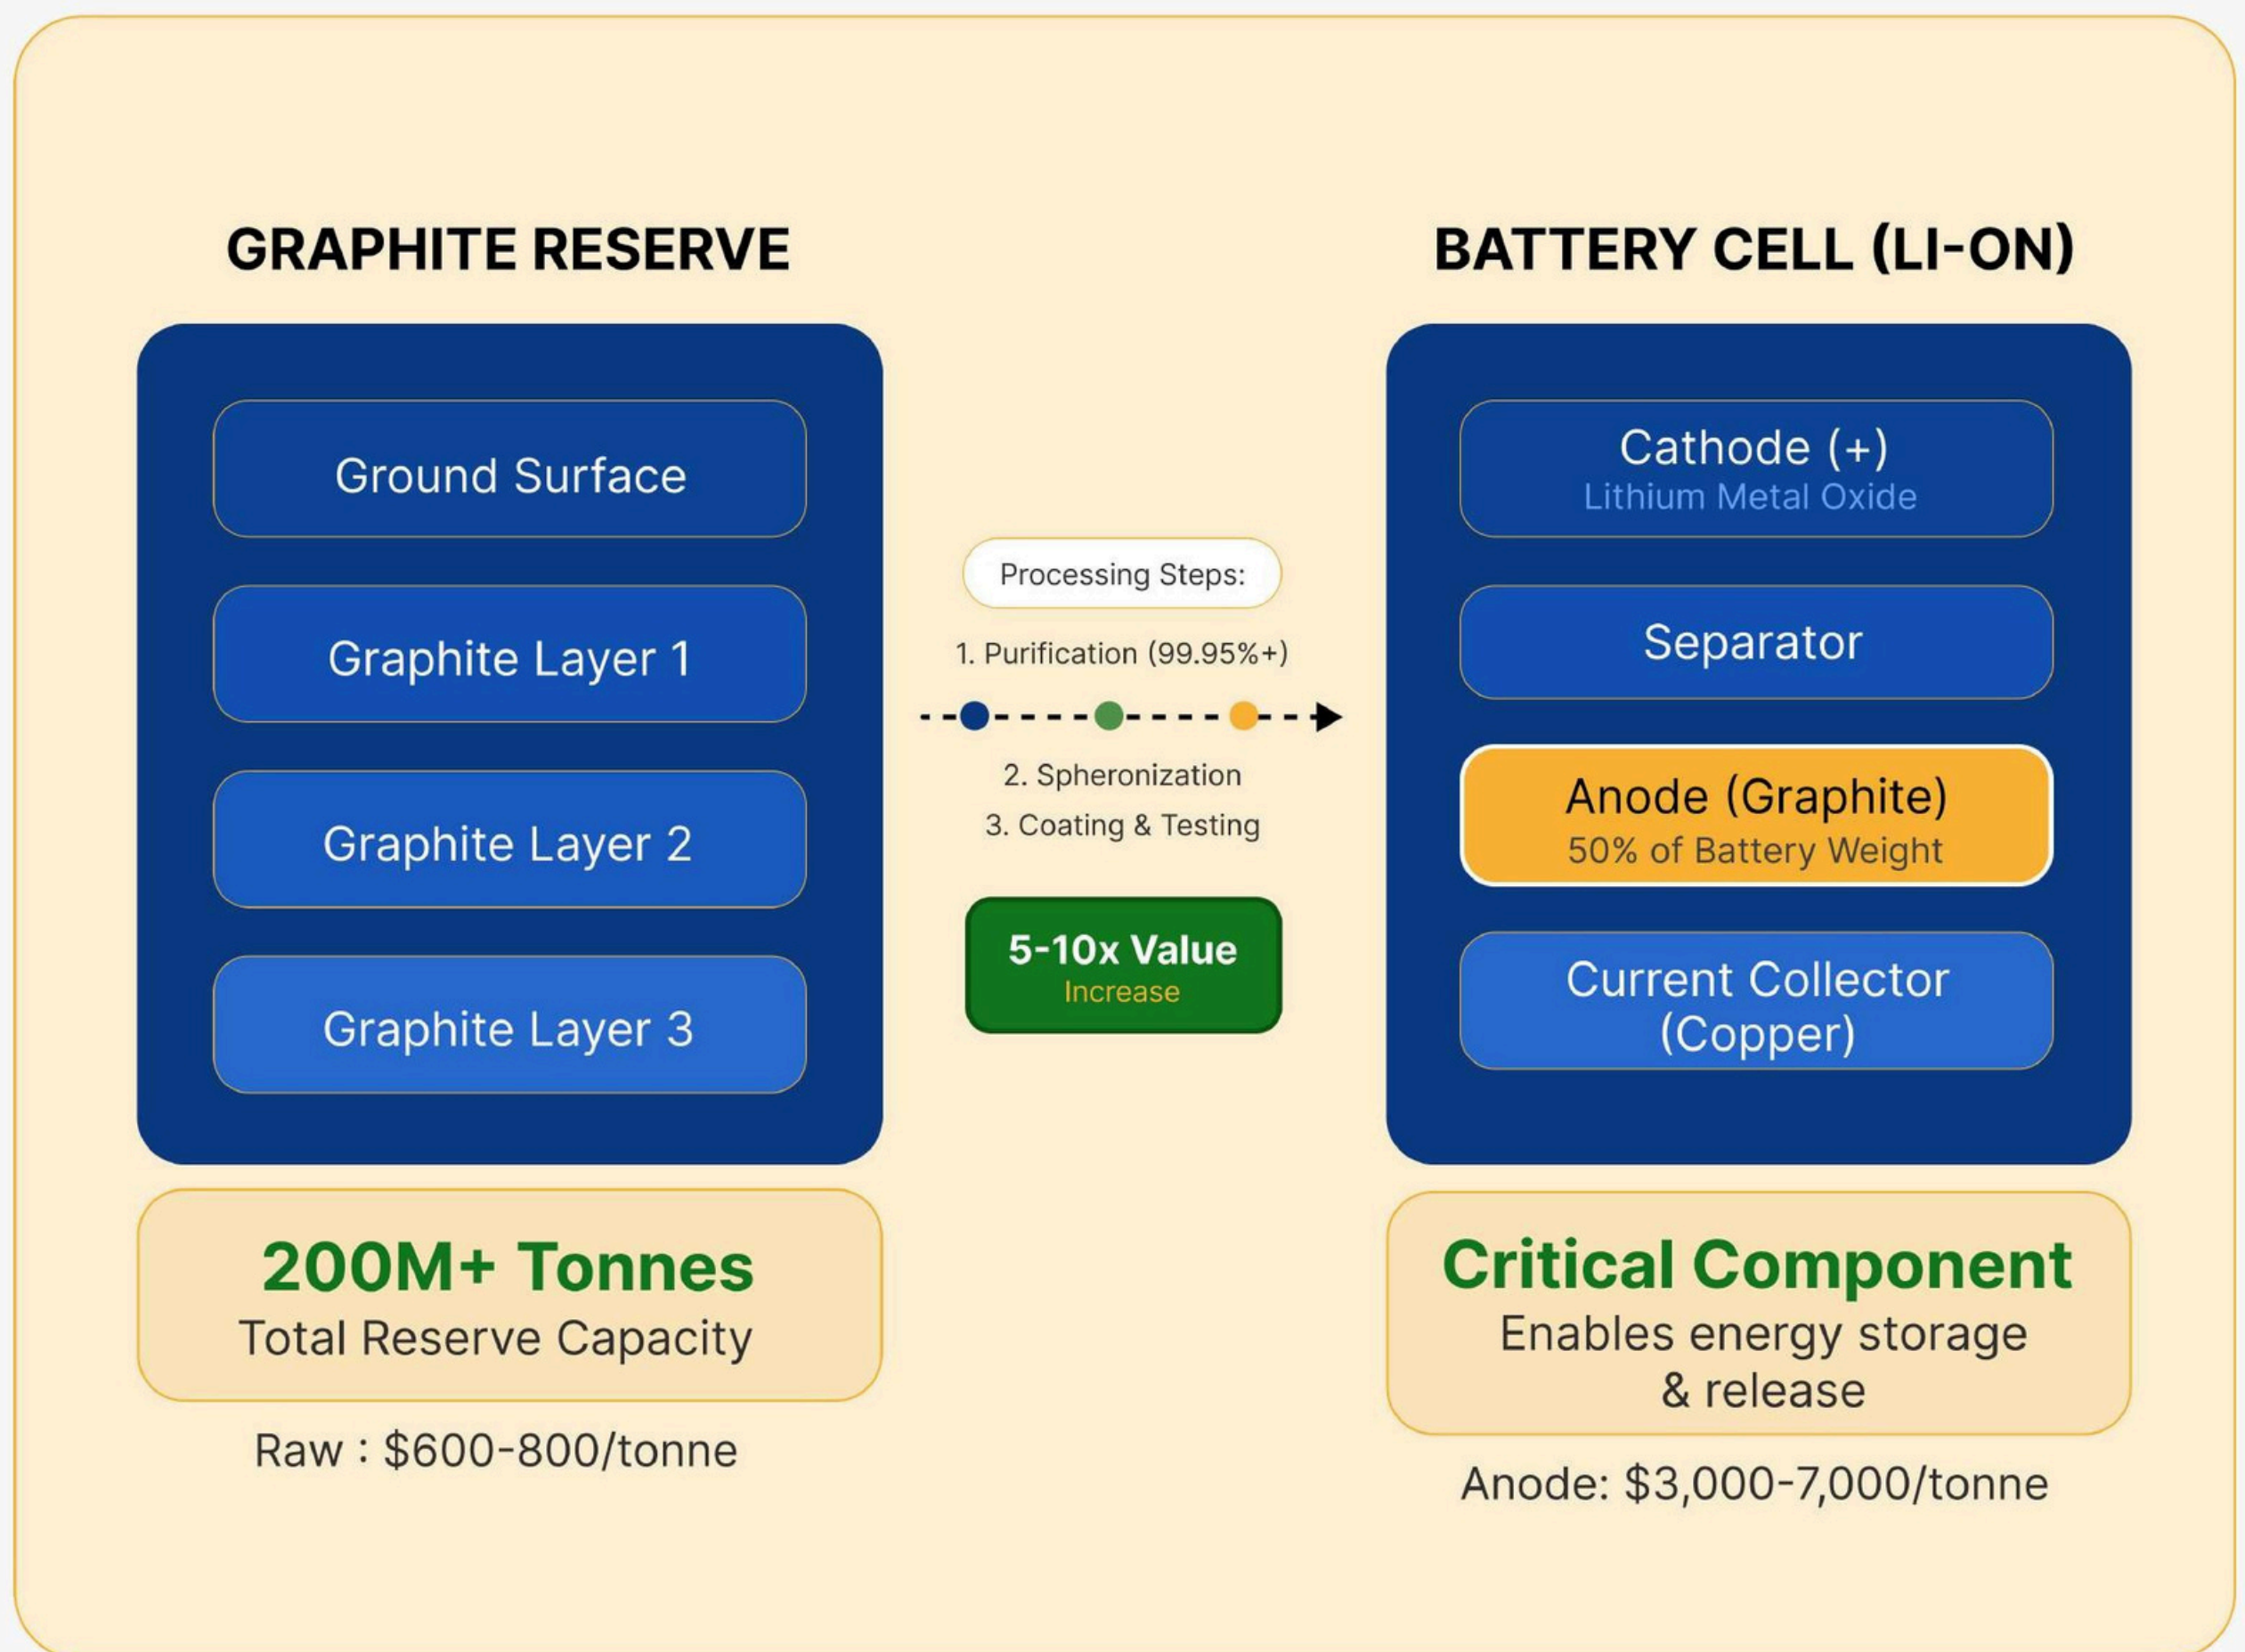 GRAPHITE RESERVE
Ground Surface
Graphite Layer 1
Graphite Layer 2
Graphite Layer 3
200M+ Tonnes
Total Reserve Capacity
Raw : $600-800/tonne
Processing Steps:
1. Purification (99.95%+)
2. Spheronization
3. Coating & Testing
5-10x Value
Increase
BATTERY CELL (LI-ON)
Cathode (+)
Lithium Metal Oxide
Separator
Anode (Graphite)
50% of Battery Weight
Current Collector
(Copper)
Critical Component
Enables energy storage
& release
Anode: $3,000-7,000/tonne